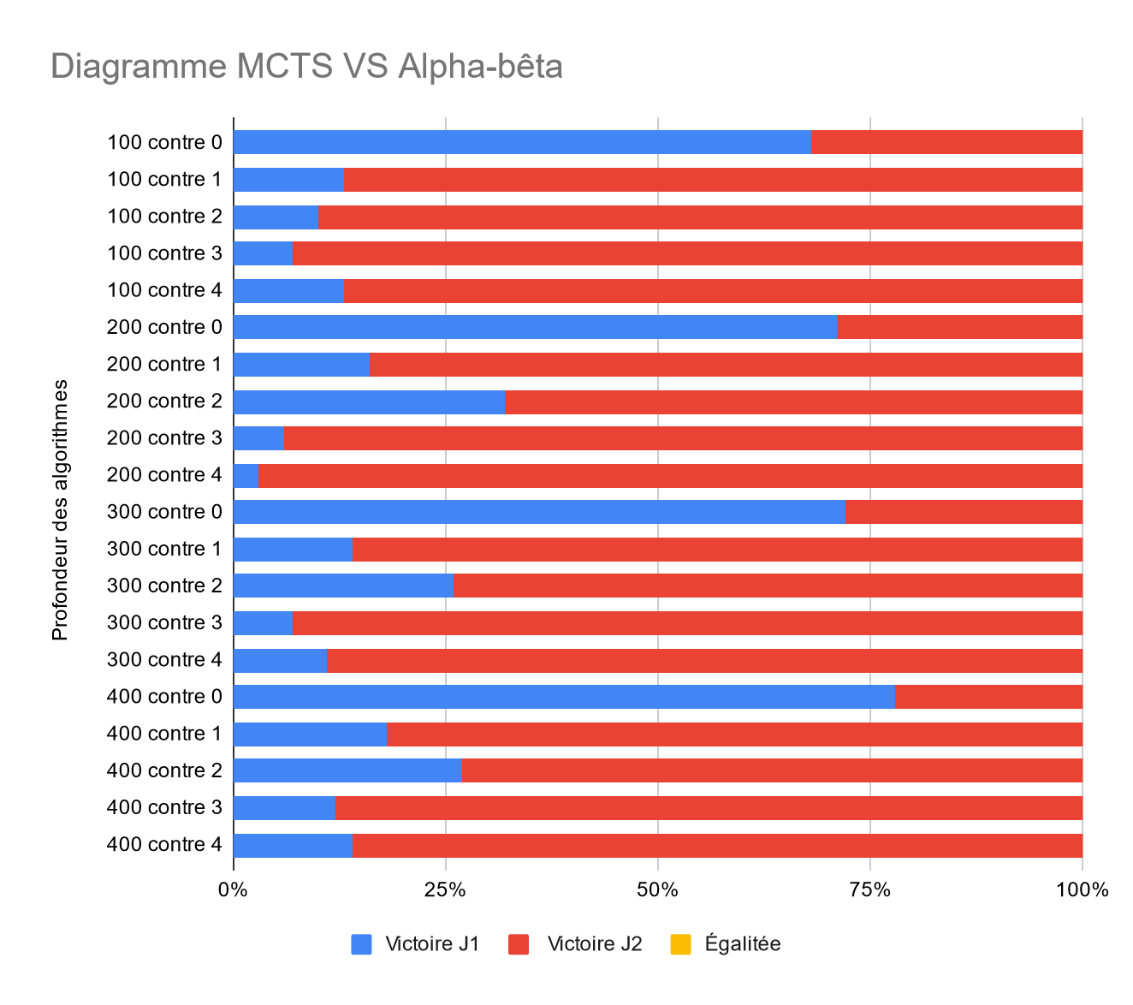 Diagramme MCTS VS Alpha-bêta
Profondeur des algorithmes
100 contre 0
100 contre 1
100 contre 2
100 contre 3
100 contre 4
200 contre 0
200 contre 1
200 contre 2
200 contre 3
200 contre 4
300 contre 0
300 contre 1
300 contre 2
300 contre 3
300 contre 4
400 contre 0
400 contre 1
400 contre 2
400 contre 3
400 contre 4
0% 25% 50% 75% 100%
Victoire J1 Victoire J2 Égalitée